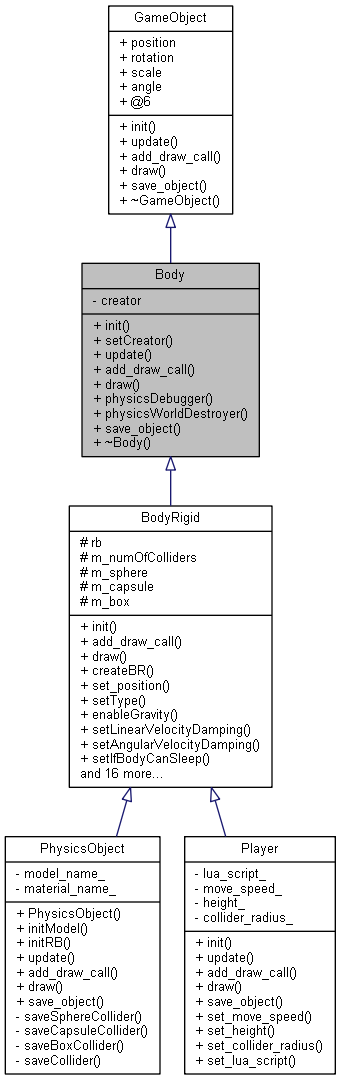 GameObject
+ position
+ rotation
+ scale
+ angle
+ @6
+ init()
+ update()
+ add_draw_call()
+ draw()
+ save_object()
+ ~GameObject()
Body
- creator
+ init()
+ setCreator()
+ update()
+ add_draw_call()
+ draw()
+ physicsDebugger()
+ physicsWorldDestroyer()
+ save_object()
+ ~Body()
BodyRigid
# rb
# m_numOfColliders
# m_sphere
# m_capsule
# m_box
+ init()
+ add_draw_call()
+ draw()
+ createBR()
+ set_position()
+ setType()
+ enableGravity()
+ setLinearVelocityDamping()
+ setAngularVelocityDamping()
+ setIfBodyCanSleep()
and 16 more...
PhysicsObject
- model_name_
- material_name_
+ PhysicsObject()
+ initModel()
+ initRB()
+ update()
+ add_draw_call()
+ draw()
+ save_object()
- saveSphereCollider()
- saveCapsuleCollider()
- saveBoxCollider()
- saveCollider()
Player
- lua_script_
- move_speed_
- height_
- collider_radius_
+ init()
+ update()
+ add_draw_call()
+ draw()
+ save_object()
+ set_move_speed()
+ set_height()
+ set_collider_radius()
+ set_lua_script()